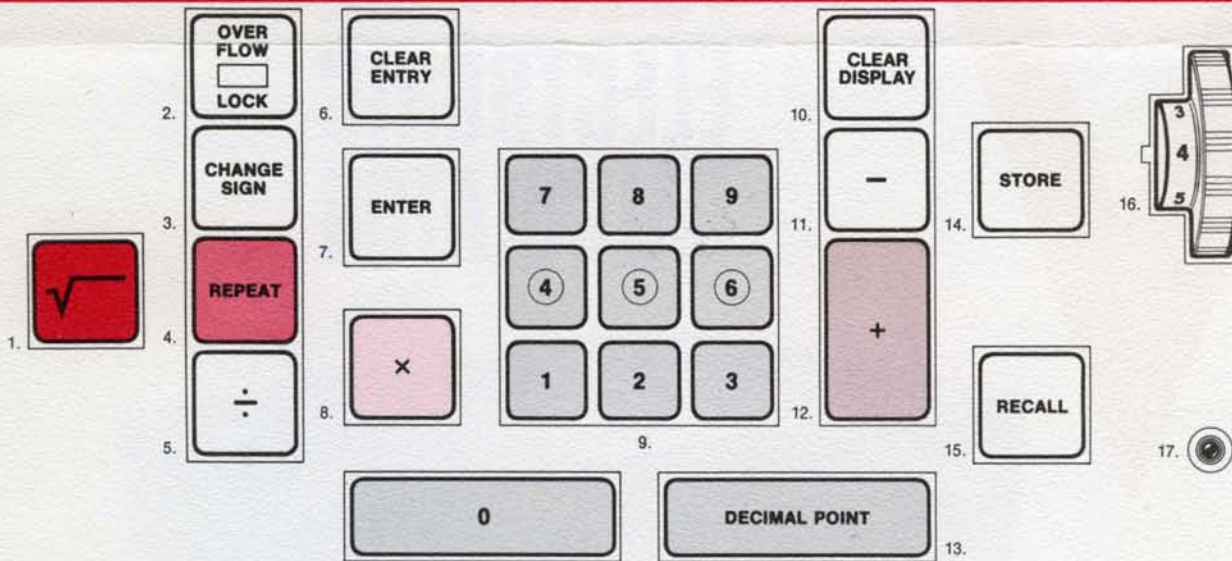 1.
√
2.
OVER
FLOW
LOCK
3.
CHANGE
SIGN
4.
REPEAT
5.
÷
6.
CLEAR
ENTRY
7.
ENTER
8.
×
9.
7 8 9
4 5 6
1 2 3
0
10.
CLEAR
DISPLAY
11.
−
12.
+
13.
DECIMAL POINT
14.
STORE
15.
RECALL
16.
3
4
5
17.